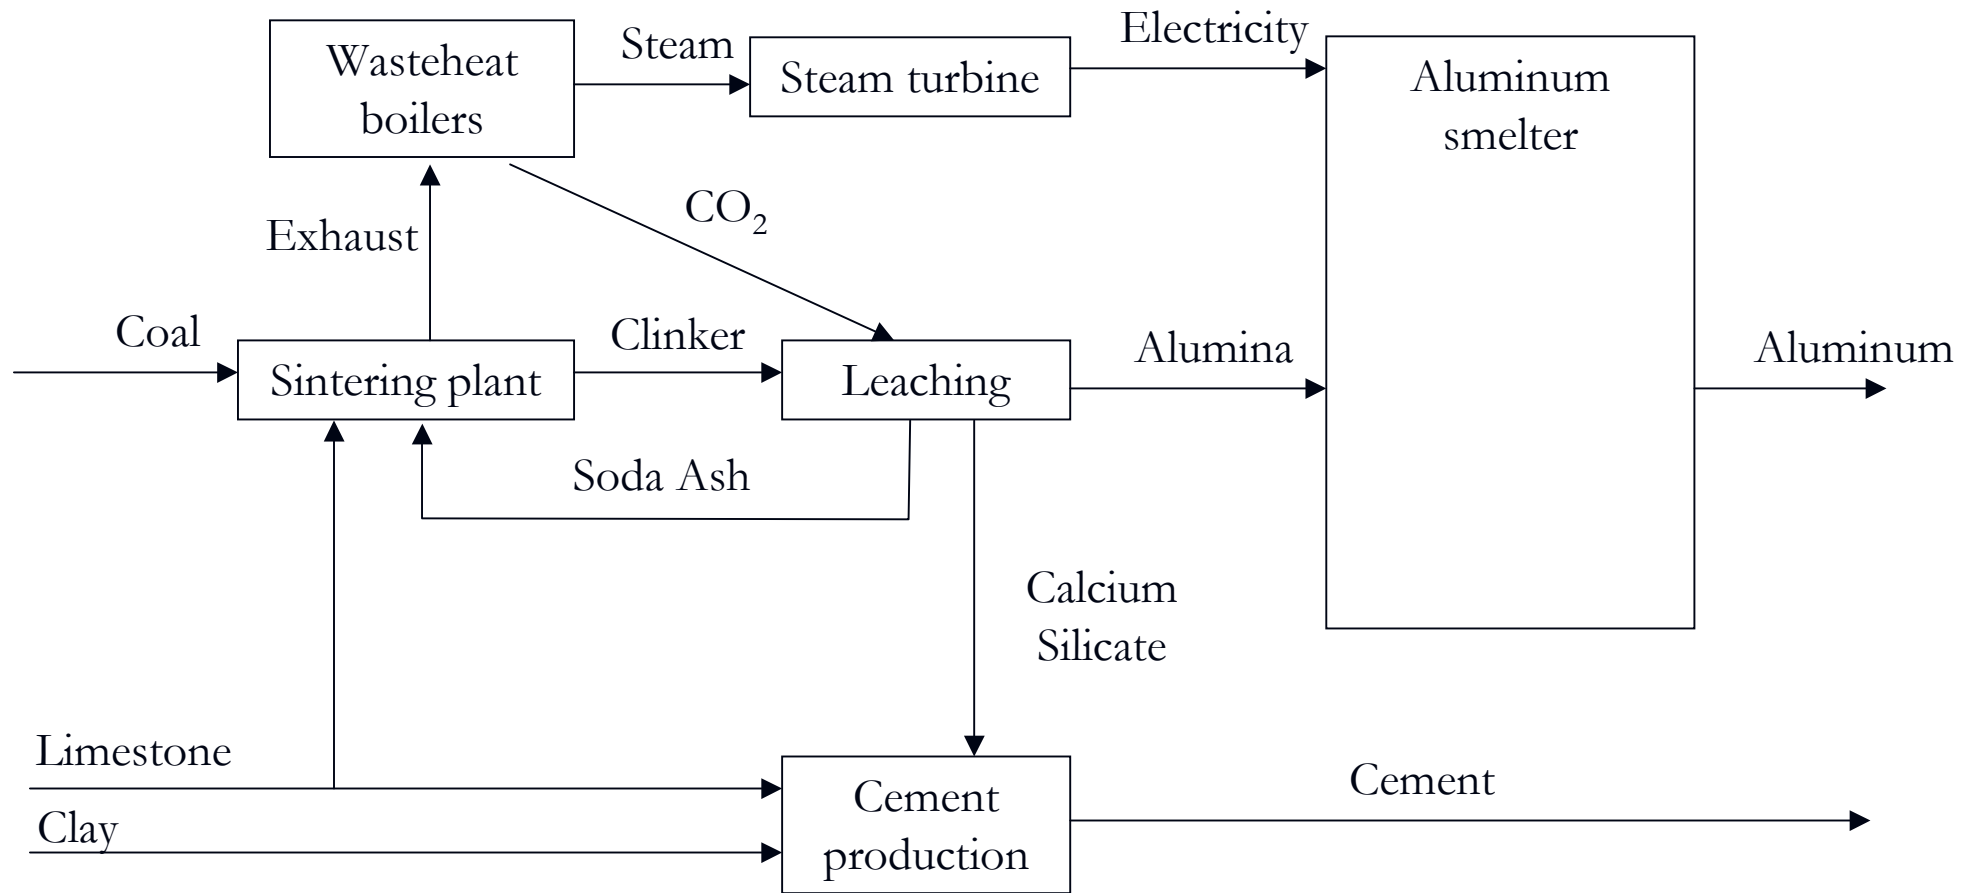 Electricity
Steam
Wasteheat
boilers
Steam turbine
Aluminum
smelter
CO2
Exhaust
Coal
Clinker
Alumina
Aluminum
Sintering plant
Leaching
Soda Ash
Calcium
Silicate
Limestone
Cement
Cement
production
Clay